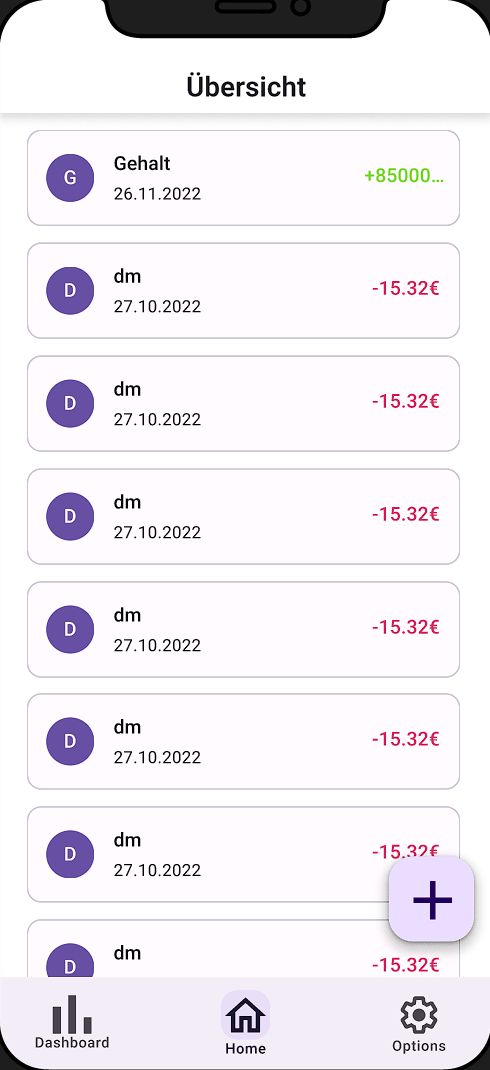 Übersicht
G
Gehalt
26.11.2022
+85000...
D
dm
27.10.2022
-15.32€
D
dm
27.10.2022
-15.32€
D
dm
27.10.2022
-15.32€
D
dm
27.10.2022
-15.32€
D
dm
27.10.2022
-15.32€
D
dm
27.10.2022
-15.32€
D
dm
-15.32€
Dashboard
Home
Options